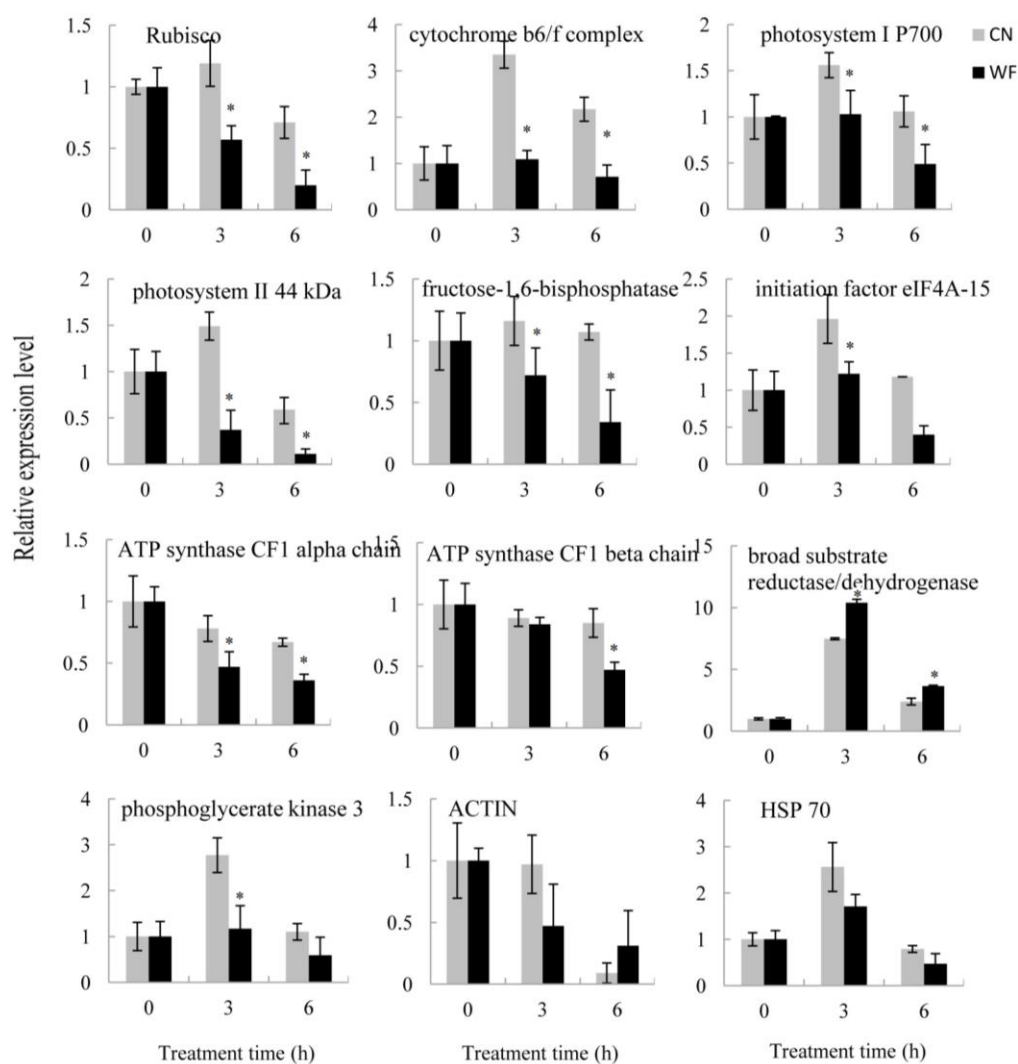 Relative expression level
Rubisco
1.5
1
0.5
0
0 3 6
*
*
cytochrome b6/f complex
4
3
2
1
0
0 3 6
*
*
photosystem I P700
2
1.5
1
0.5
0
0 3 6
*
*
CN
WF
photosystem II 44 kDa
2
1.5
1
0.5
0
0 3 6
*
*
fructose-1,6-bisphosphatase
1.5
1
0.5
0
0 3 6
*
*
initiation factor eIF4A-15
2.5
2
1.5
1
0.5
0
0 3 6
*
ATP synthase CF1 alpha chain
1.5
1
0.5
0
0 3 6
*
*
ATP synthase CF1 beta chain
1.5
1
0.5
0
0 3 6
*
broad substrate
reductase/dehydrogenase
15
10
5
0
0 3 6
*
*
phosphoglycerate kinase 3
4
3
2
1
0
0 3 6
*
Treatment time (h)
ACTIN
1.5
1
0.5
0
0 3 6
Treatment time (h)
HSP 70
4
3
2
1
0
0 3 6
Treatment time (h)